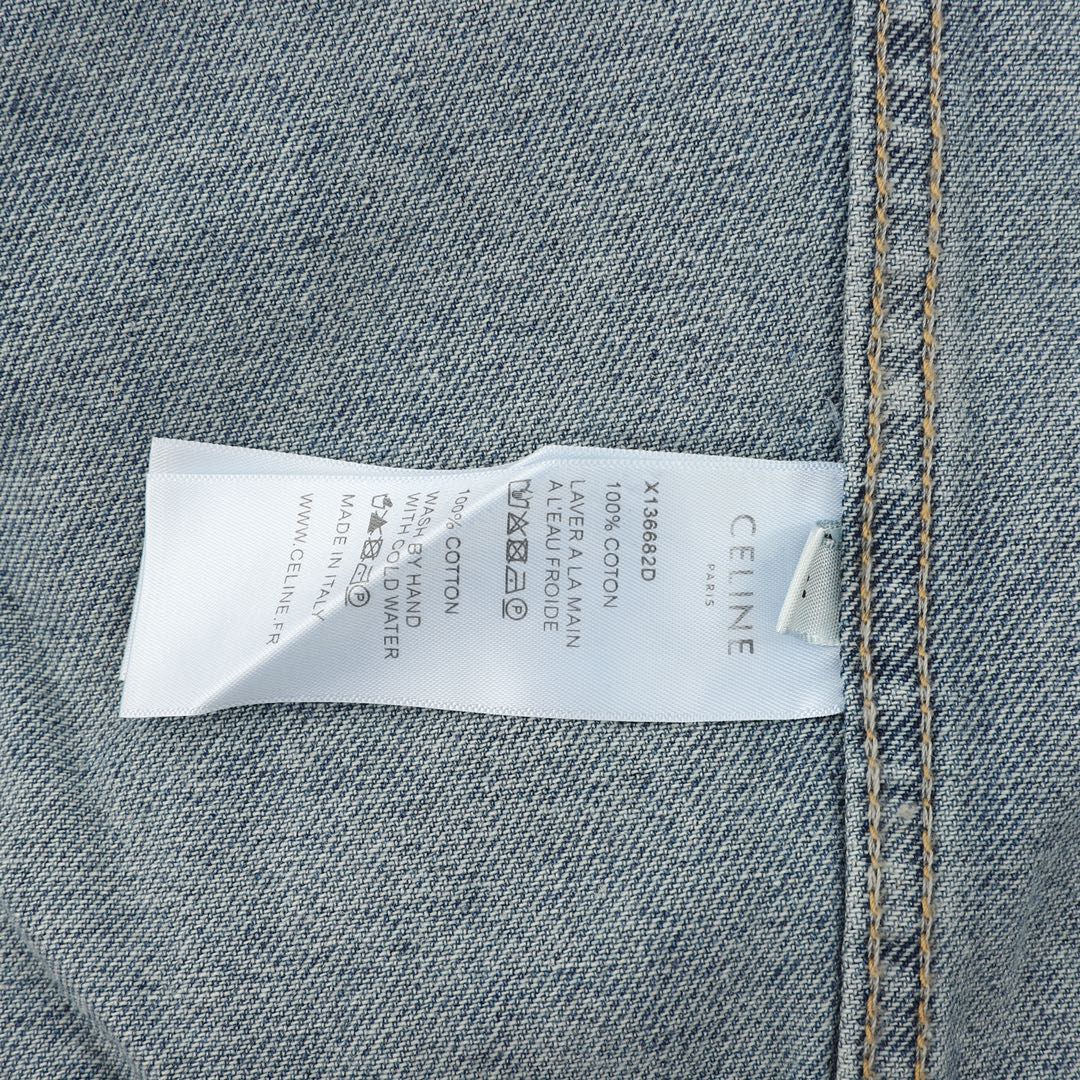 CELINE
PARIS
X136682D
100% COTON
LAVER A LA MAIN
A L'EAU FROIDE
P
100% COTTON
WASH BY HAND
WITH COLD WATER
P
MADE IN ITALY
WWW.CELINE.FR